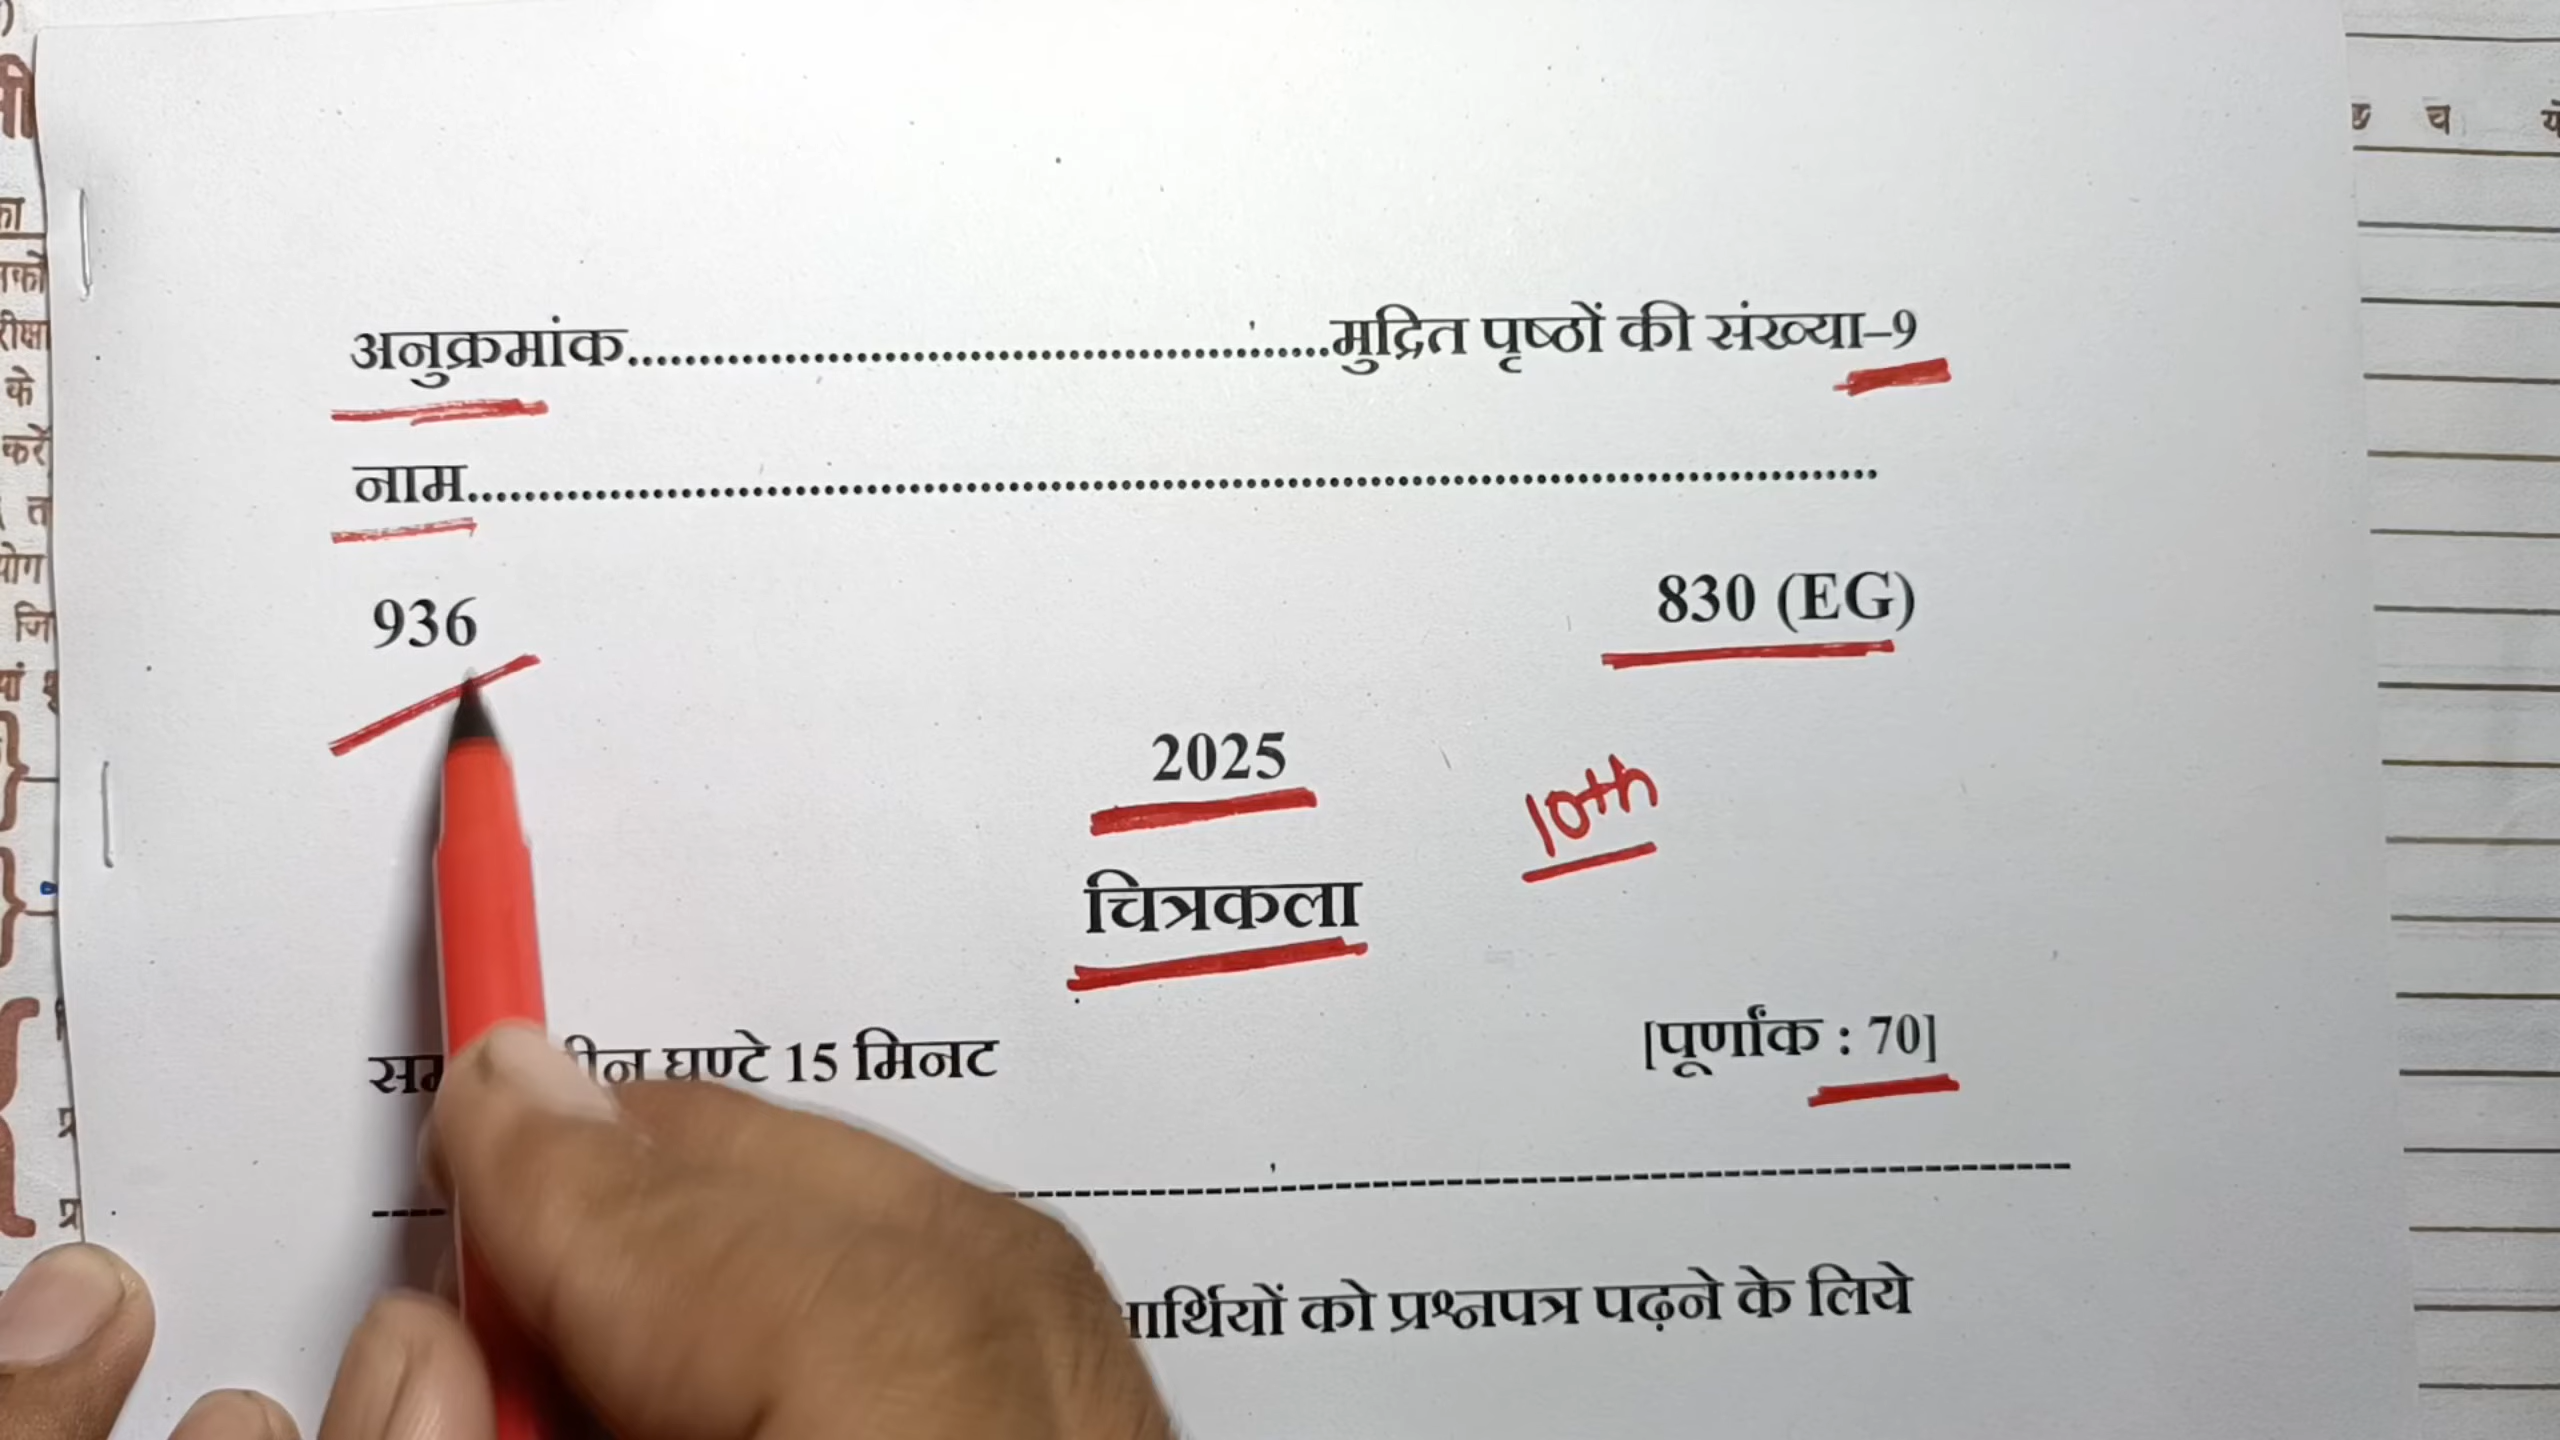 अनुक्रमांक................................................मुद्रित पृष्ठों की संख्या–9
नाम....................................................................................................
936 830 (EG)
2025
10th
चित्रकला
घण्टे 15 मिनट [पूर्णांक : 70]
को प्रश्नपत्र पढ़ने के लिये